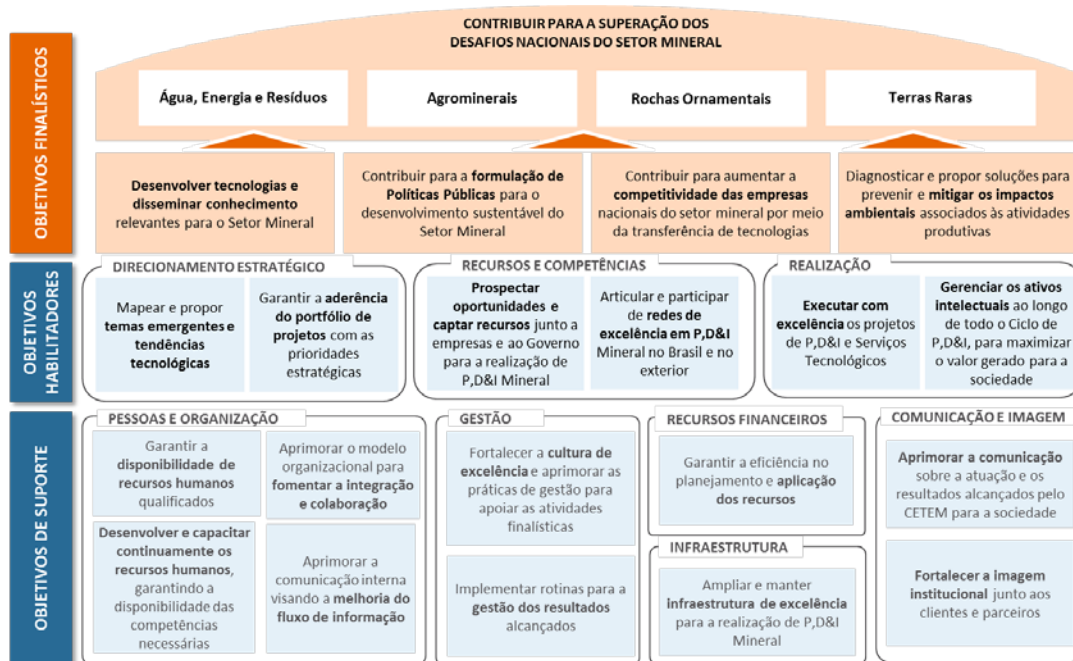 CONTRIBUIR PARA A SUPERAÇÃO DOS
DESAFIOS NACIONAIS DO SETOR MINERAL
OBJETIVOS FINALÍSTICOS
Água, Energia e Resíduos
Agrominerais
Rochas Ornamentais
Terras Raras
Desenvolver tecnologias e
disseminar conhecimento
relevantes para o Setor Mineral
Contribuir para a formulação de
Políticas Públicas para o
desenvolvimento sustentável do
Setor Mineral
Contribuir para aumentar a
competitividade das empresas
nacionais do setor mineral por meio
da transferência de tecnologias
Diagnosticar e propor soluções para
prevenir e mitigar os impactos
ambientais associados às atividades
produtivas
OBJETIVOS
HABILITADORES
DIRECIONAMENTO ESTRATÉGICO
Mapear e propor
temas emergentes e
tendências
tecnológicas
Garantir a aderência
do portfólio de
projetos com as
prioridades
estratégicas
RECURSOS E COMPETÊNCIAS
Prospectar
oportunidades e
captar recursos junto a
empresas e ao Governo
para a realização de
P,D&I Mineral
Articular e participar
de redes de
excelência em P,D&I
Mineral no Brasil e no
exterior
REALIZAÇÃO
Executar com
excelência os projetos
de P,D&I e Serviços
Tecnológicos
Gerenciar os ativos
intelectuais ao longo
de todo o Ciclo de
P,D&I, para maximizar
o valor gerado para a
sociedade
OBJETIVOS DE SUPORTE
PESSOAS E ORGANIZAÇÃO
Garantir a
disponibilidade de
recursos humanos
qualificados
Aprimorar o modelo
organizacional para
fomentar a integração
e colaboração
Desenvolver e capacitar
continuamente os
recursos humanos,
garantindo a
disponibilidade das
competências
necessárias
Aprimorar a
comunicação interna
visando a melhoria do
fluxo de informação
GESTÃO
Fortalecer a cultura de
excelência e aprimorar as
práticas de gestão para
apoiar as atividades
finalísticas
Implementar rotinas para a
gestão dos resultados
alcançados
RECURSOS FINANCEIROS
Garantir a eficiência no
planejamento e aplicação
dos recursos
INFRAESTRUTURA
Ampliar e manter
infraestrutura de excelência
para a realização de P,D&I
Mineral
COMUNICAÇÃO E IMAGEM
Aprimorar a comunicação
sobre a atuação e os
resultados alcançados pelo
CETEM para a sociedade
Fortalecer a imagem
institucional junto aos
clientes e parceiros